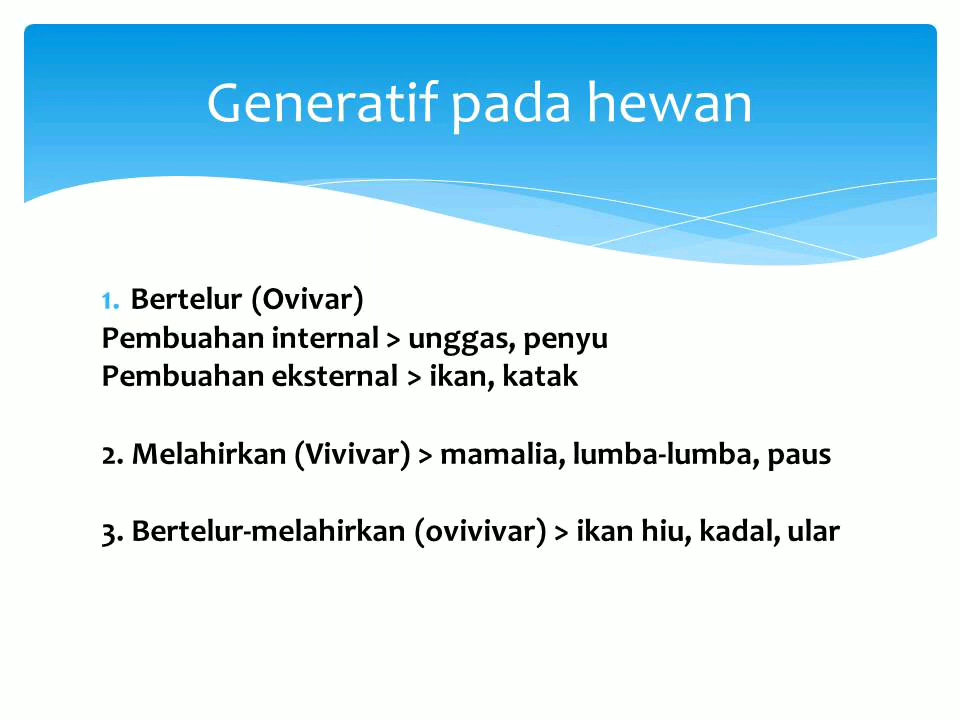 Generatif pada hewan
1. Bertelur (Ovivar)
Pembuahan internal > unggas, penyu
Pembuahan eksternal > ikan, katak
2. Melahirkan (Vivivar) > mamalia, lumba-lumba, paus
3. Bertelur-melahirkan (ovivivar) > ikan hiu, kadal, ular